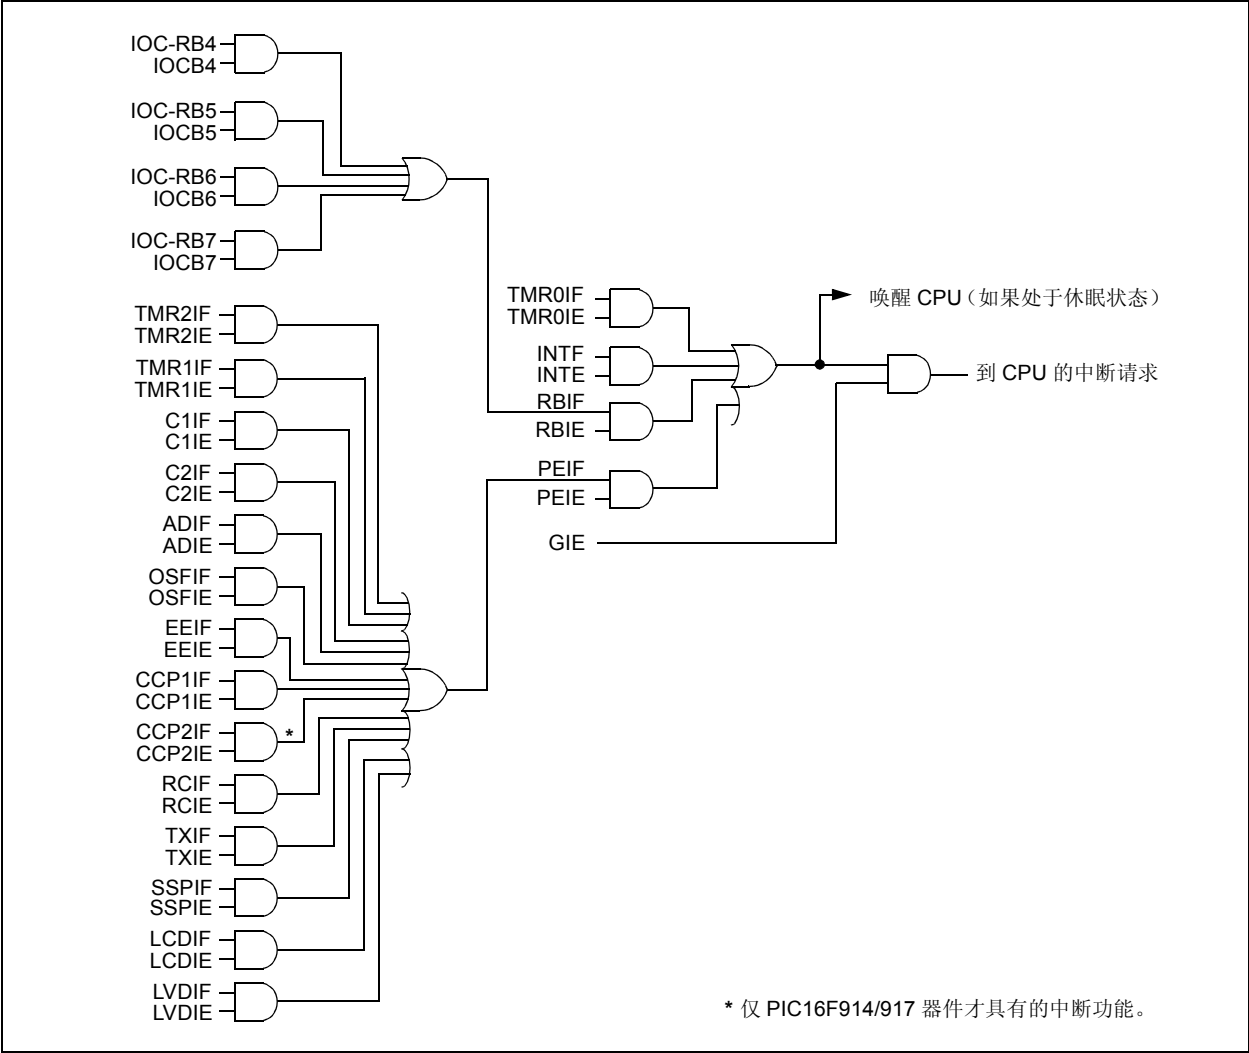 IOC-RB4
IOCB4
IOC-RB5
IOCB5
IOC-RB6
IOCB6
IOC-RB7
IOCB7
TMR2IF
TMR2IE
TMR1IF
TMR1IE
C1IF
C1IE
C2IF
C2IE
ADIF
ADIE
OSFIF
OSFIE
EEIF
EEIE
CCP1IF
CCP1IE
CCP2IF
CCP2IE
*
RCIF
RCIE
TXIF
TXIE
SSPIF
SSPIE
LCDIF
LCDIE
LVDIF
LVDIE
TMR0IF
TMR0IE
INTF
INTE
RBIF
RBIE
PEIF
PEIE
GIE
唤醒 CPU（如果处于休眠状态）
到 CPU 的中断请求
* 仅 PIC16F914/917 器件才具有的中断功能。